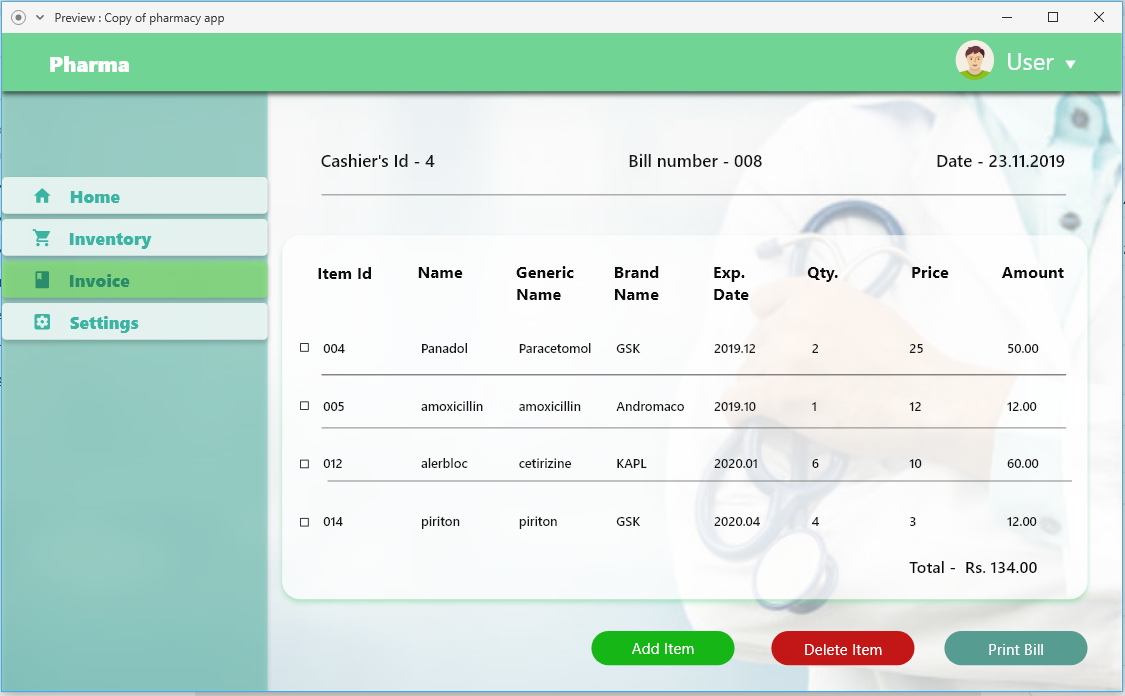 Preview : Copy of pharmacy app
Pharma
User
Cashier's Id - 4 Bill number - 008 Date - 23.11.2019
Home
Inventory
Invoice
Settings
Item Id Name Generic Name Brand Name Exp. Date Qty. Price Amount
004 Panadol Paracetomol GSK 2019.12 2 25 50.00
005 amoxicillin amoxicillin Andromaco 2019.10 1 12 12.00
012 alerbloc cetirizine KAPL 2020.01 6 10 60.00
014 piriton piriton GSK 2020.04 4 3 12.00
Total - Rs. 134.00
Add Item Delete Item Print Bill